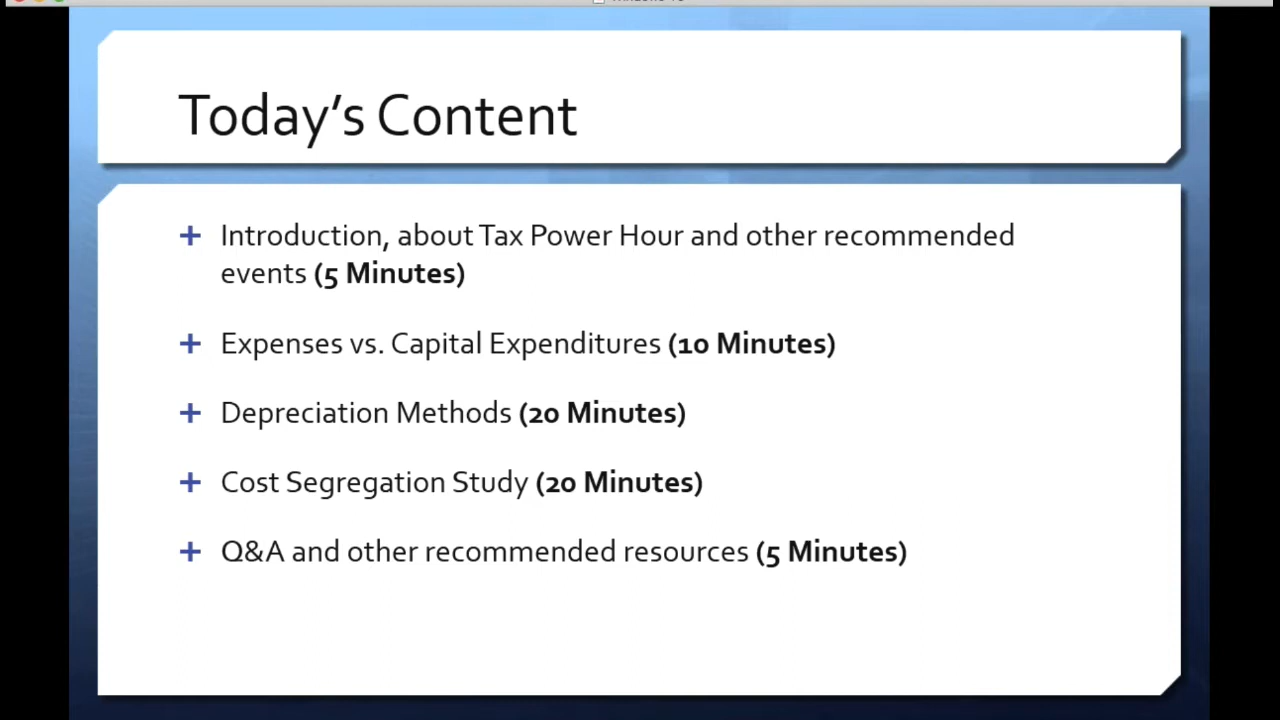 Today's Content
Introduction, about Tax Power Hour and other recommended
events (5 Minutes)
Expenses vs. Capital Expenditures (10 Minutes)
Depreciation Methods (20 Minutes)
Cost Segregation Study (20 Minutes)
Q&A and other recommended resources (5 Minutes)